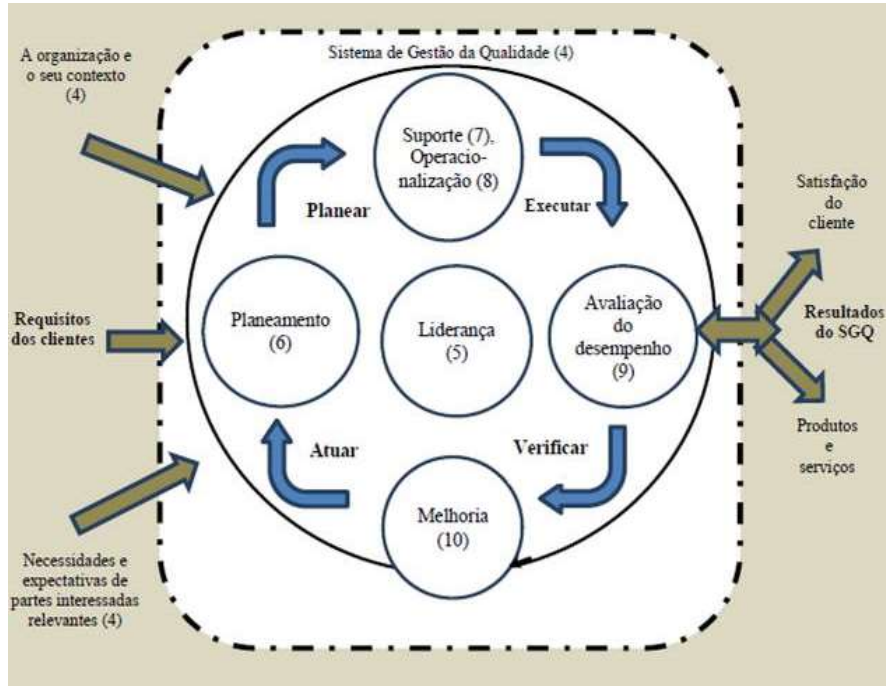 Sistema de Gestão da Qualidade (4)
A organização e
o seu contexto
(4)
Suporte (7),
Operacio-
nalização (8)
Planear
Executar
Satisfação
do
cliente
Requisitos
dos clientes
Planeamento
(6)
Liderança
(5)
Avaliação
do
desempenho
(9)
Resultados
do SGQ
Atuar
Verificar
Produtos
e
serviços
Melhoria
(10)
Necessidades e
expectativas de
partes interessadas
relevantes (4)